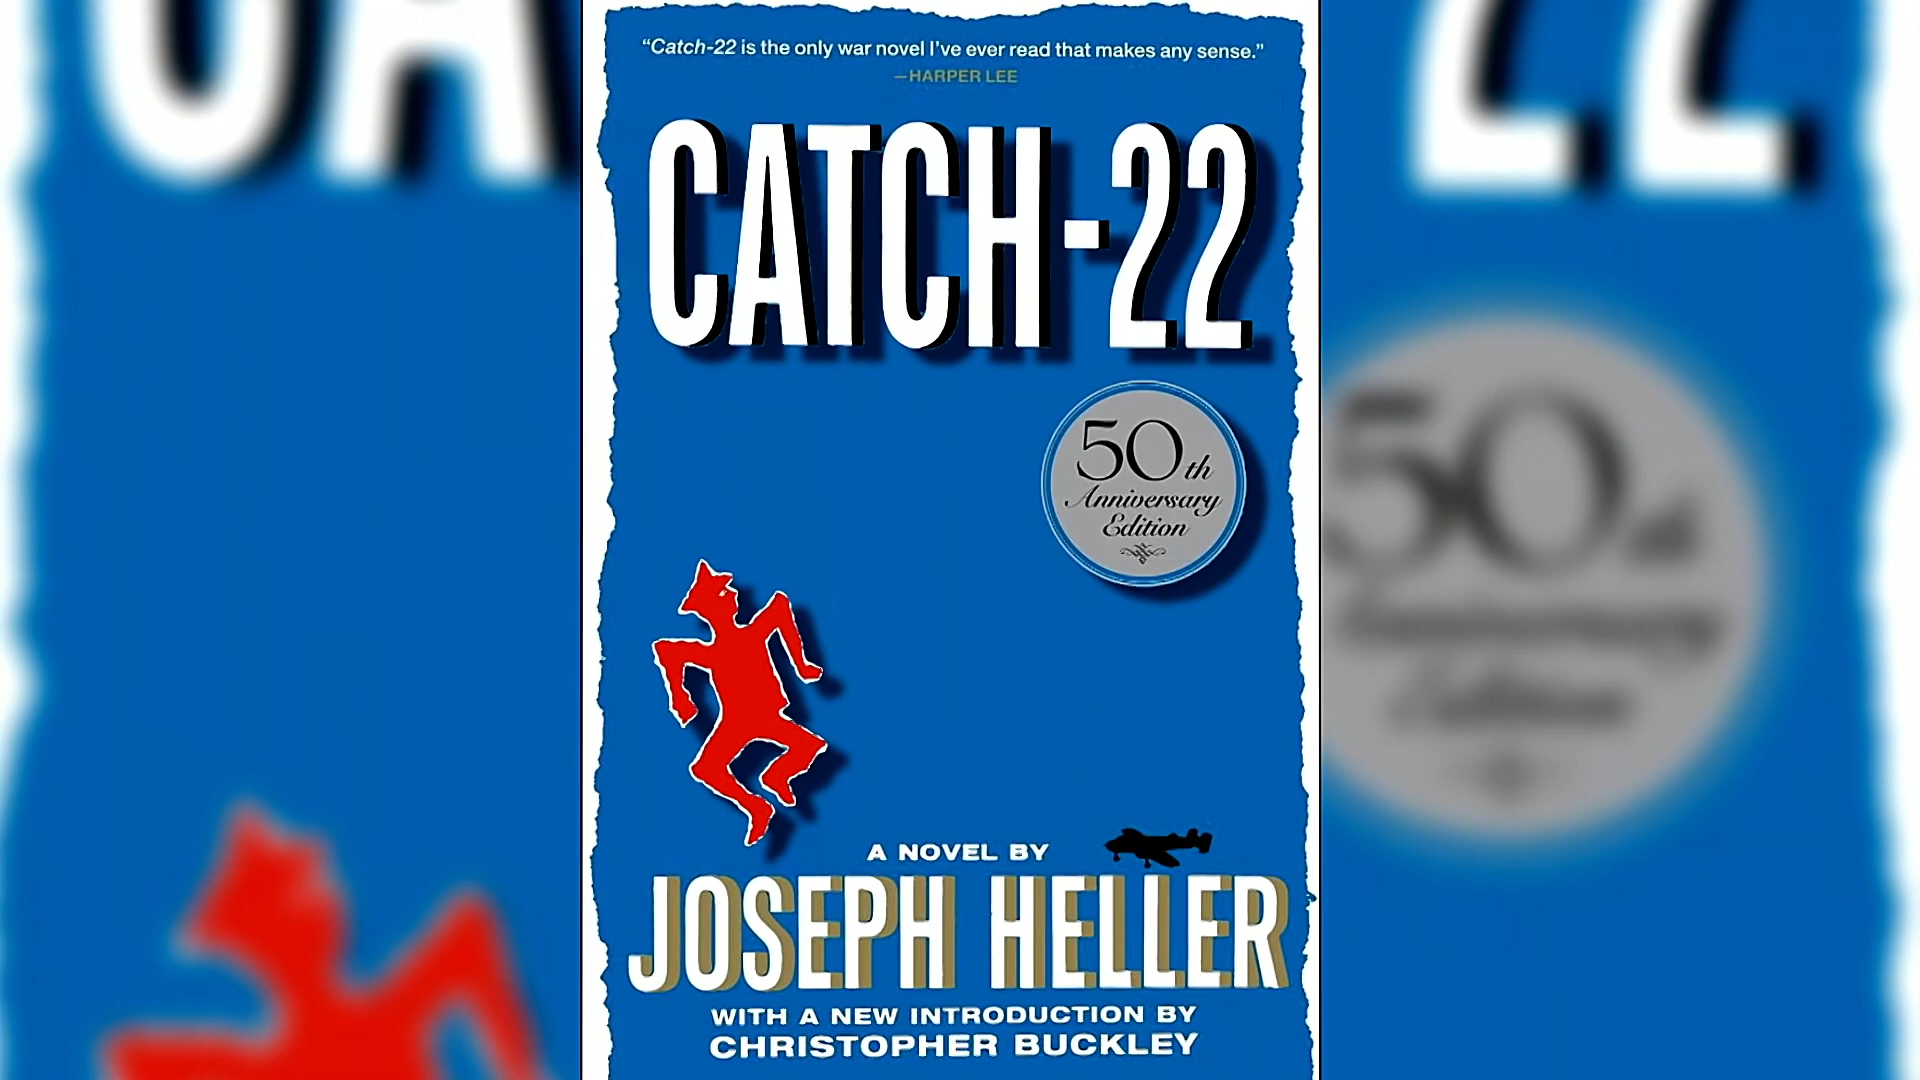 “Catch-22 is the only war novel I’ve ever read that makes any sense.”
—HARPER LEE
CATCH-22
50th
Anniversary
Edition
A NOVEL BY
JOSEPH HELLER
WITH A NEW INTRODUCTION BY
CHRISTOPHER BUCKLEY